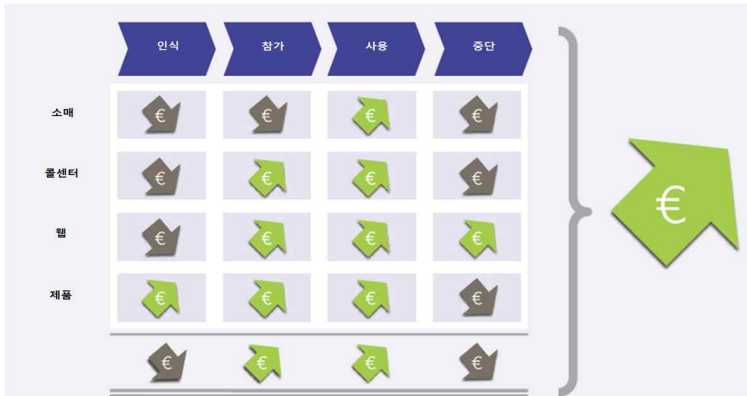 인식 참가 사용 중단
소매 € € € €
콜센터 € € € €
웹 € € € €
제품 € € € €
€ € € €
€